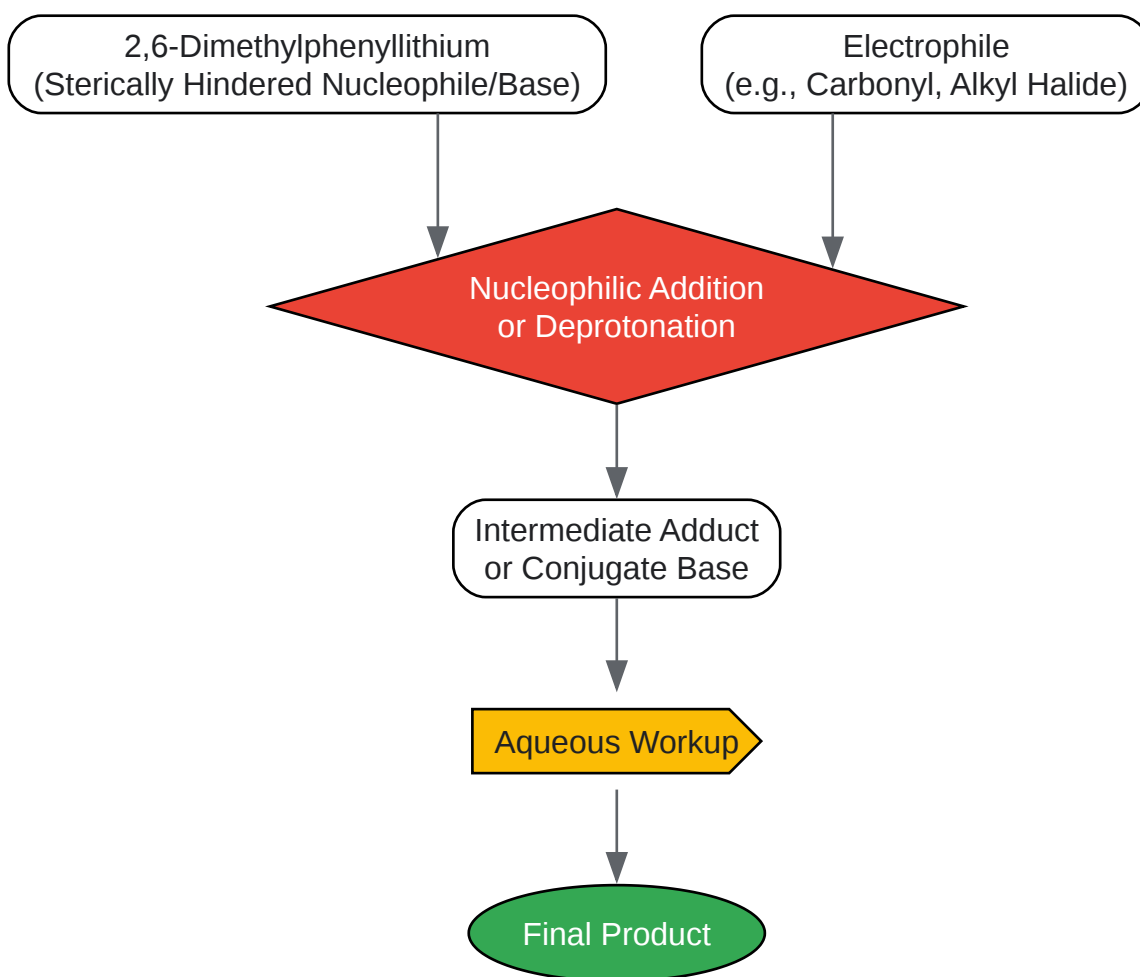 2,6-Dimethylphenyllithium
(Sterically Hindered Nucleophile/Base)
Electrophile
(e.g., Carbonyl, Alkyl Halide)
Nucleophilic Addition
or Deprotonation
Intermediate Adduct
or Conjugate Base
Aqueous Workup
Final Product